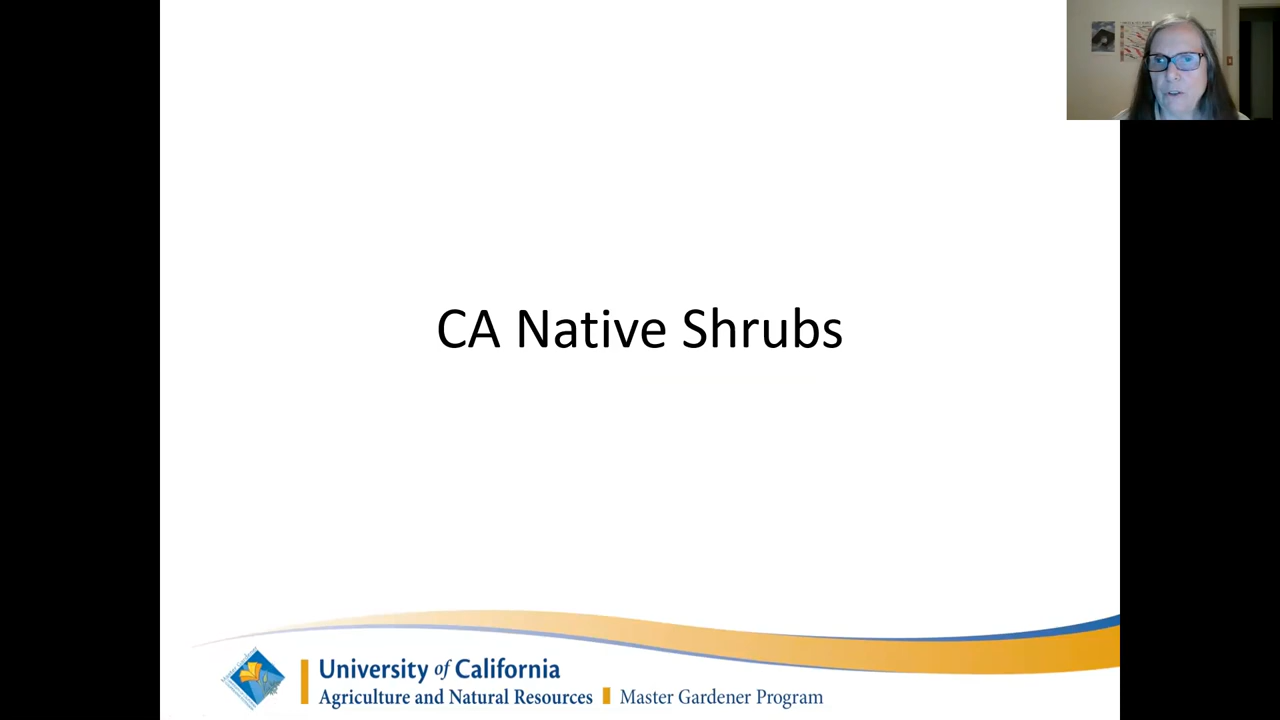 CA Native Shrubs
University of California
Agriculture and Natural Resources Master Gardener Program